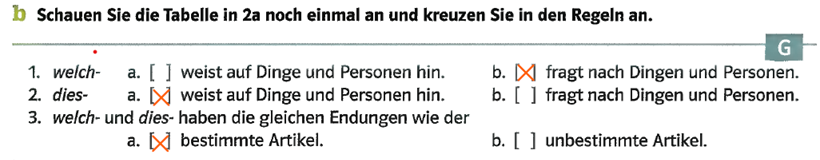 b Schauen Sie die Tabelle in 2a noch einmal an und kreuzen Sie in den Regeln an.
G
1. welch- a. [ ] weist auf Dinge und Personen hin. b. [X] fragt nach Dingen und Personen.
2. dies- a. [X] weist auf Dinge und Personen hin. b. [ ] fragt nach Dingen und Personen.
3. welch- und dies- haben die gleichen Endungen wie der
a. [X] bestimmte Artikel. b. [ ] unbestimmte Artikel.